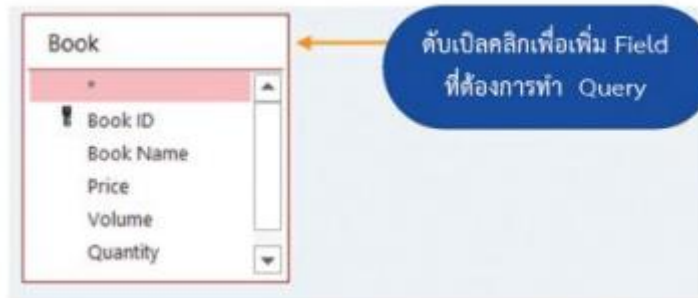 Book
ดับเบิลคลิกเพื่อเพิ่ม Field
ที่ต้องการทำ Query
*
Book ID
Book Name
Price
Volume
Quantity